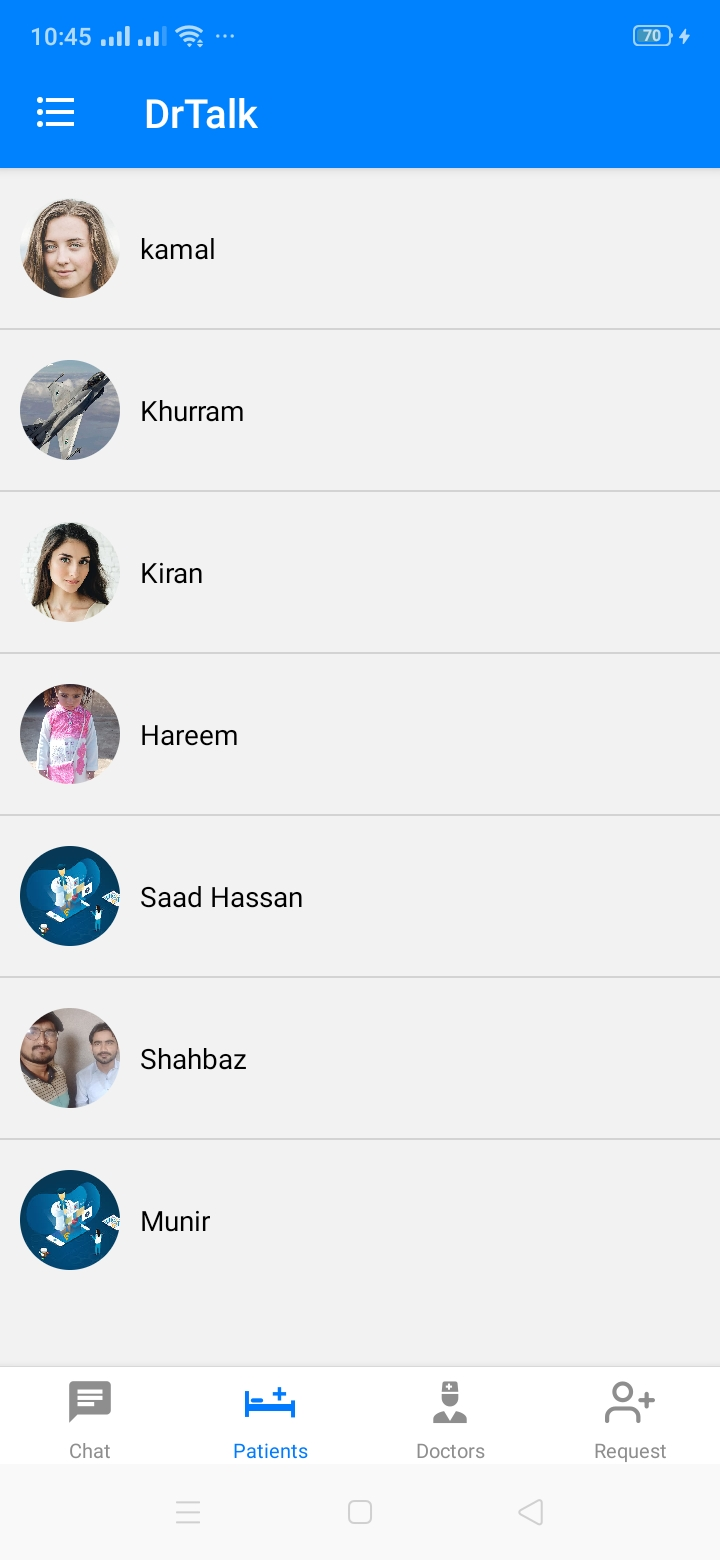 10:45 70
DrTalk
kamal
Khurram
Kiran
Hareem
Saad Hassan
Shahbaz
Munir
Chat Patients Doctors Request